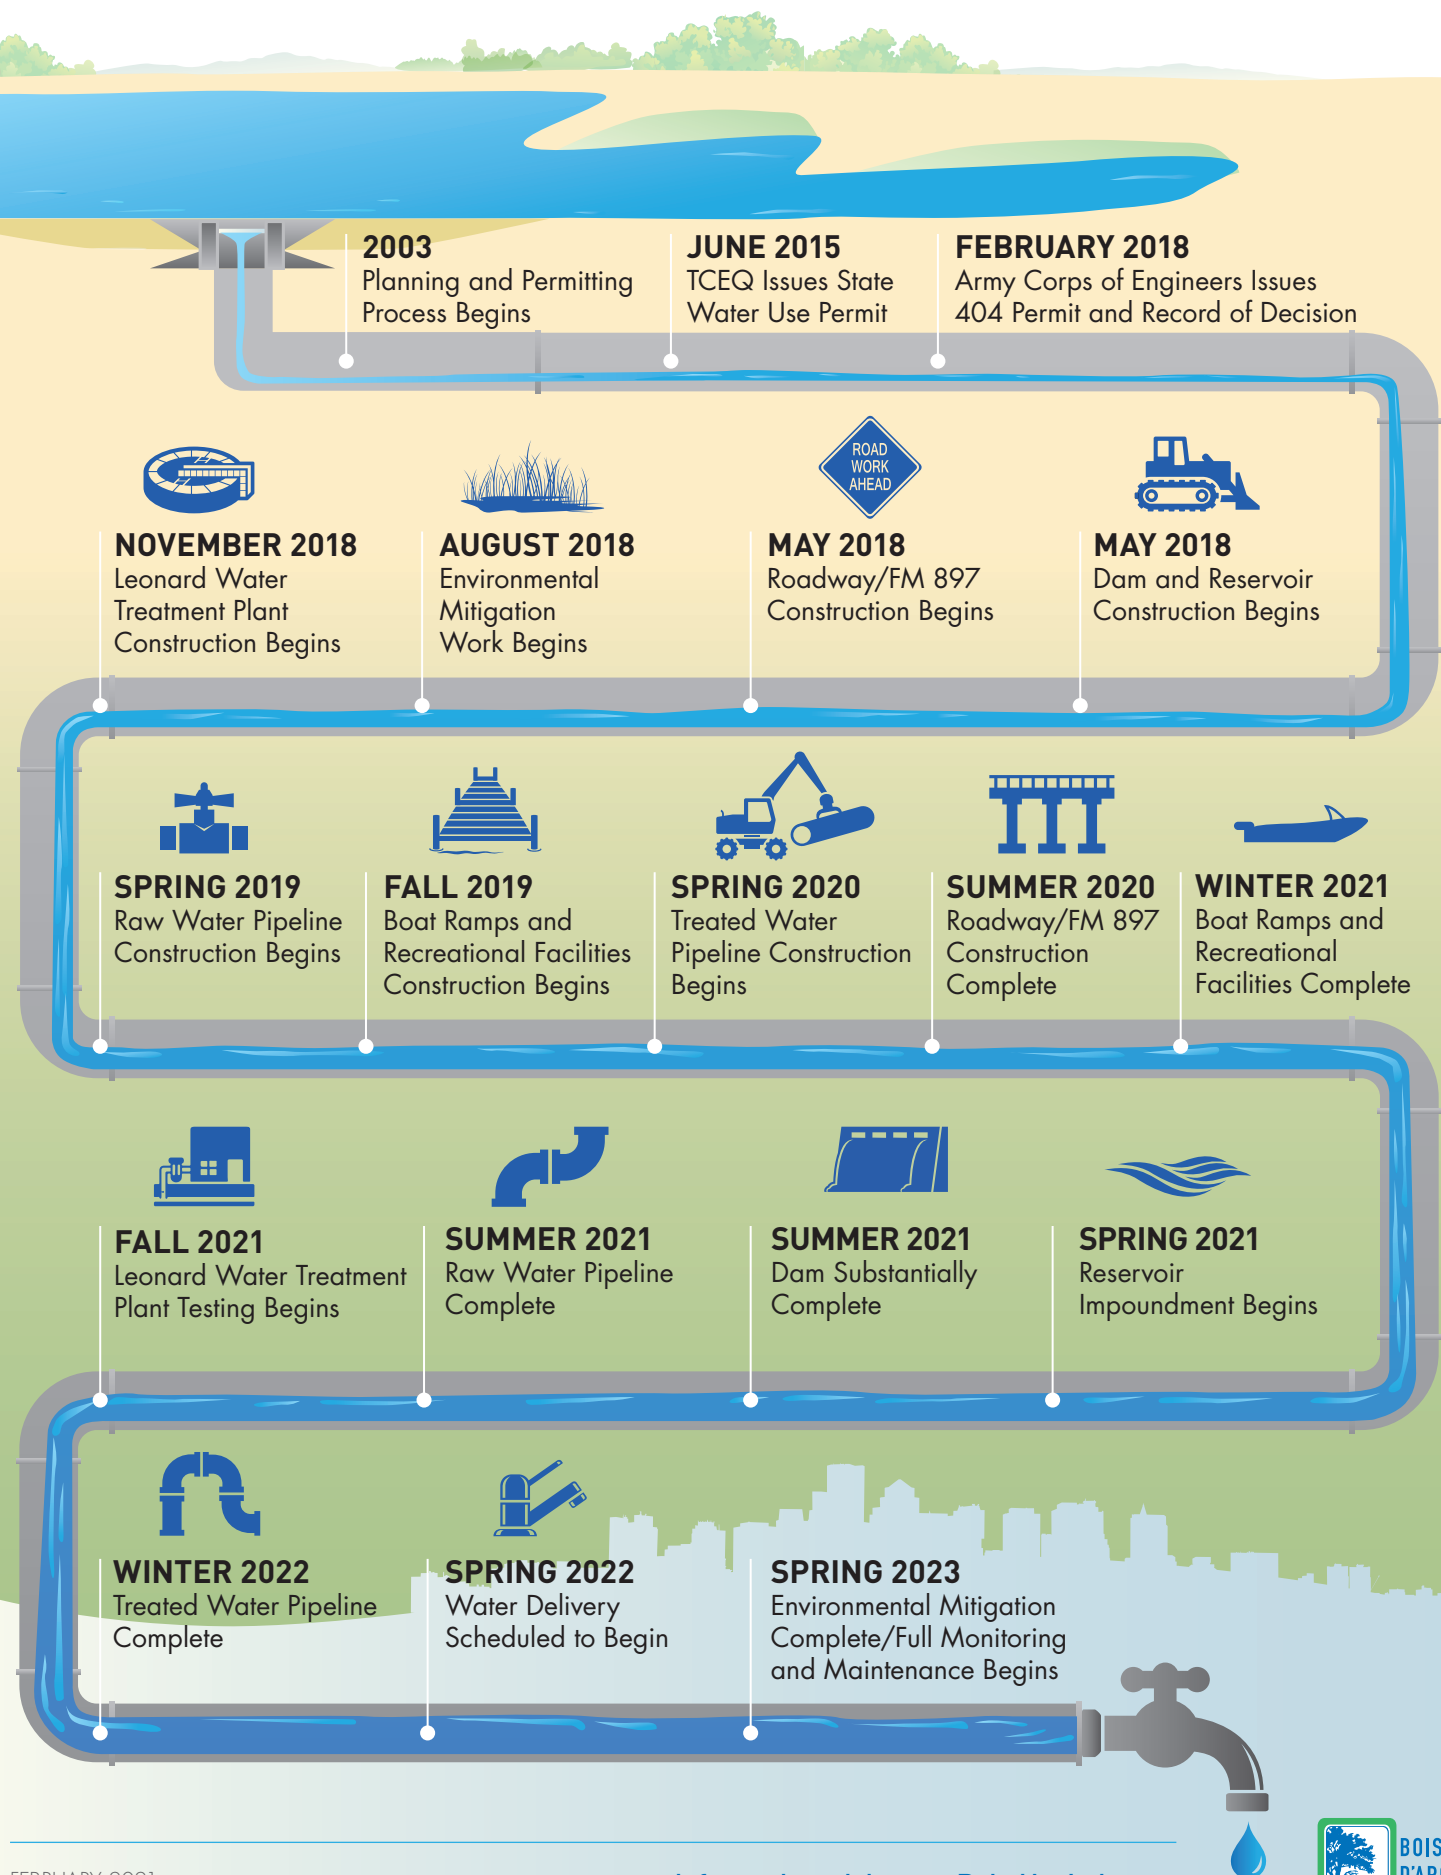 2003
Planning and Permitting
Process Begins
JUNE 2015
TCEQ Issues State
Water Use Permit
FEBRUARY 2018
Army Corps of Engineers Issues
404 Permit and Record of Decision
ROAD
WORK
AHEAD
MAY 2018
Dam and Reservoir
Construction Begins
MAY 2018
Roadway/FM 897
Construction Begins
AUGUST 2018
Environmental
Mitigation
Work Begins
NOVEMBER 2018
Leonard Water
Treatment Plant
Construction Begins
SPRING 2019
Raw Water Pipeline
Construction Begins
FALL 2019
Boat Ramps and
Recreational Facilities
Construction Begins
SPRING 2020
Treated Water
Pipeline Construction
Begins
SUMMER 2020
Roadway/FM 897
Construction
Complete
WINTER 2021
Boat Ramps and
Recreational
Facilities Complete
SPRING 2021
Reservoir
Impoundment Begins
SUMMER 2021
Dam Substantially
Complete
SUMMER 2021
Raw Water Pipeline
Complete
FALL 2021
Leonard Water Treatment
Plant Testing Begins
WINTER 2022
Treated Water Pipeline
Complete
SPRING 2022
Water Delivery
Scheduled to Begin
SPRING 2023
Environmental Mitigation
Complete/Full Monitoring
and Maintenance Begins
BOIS